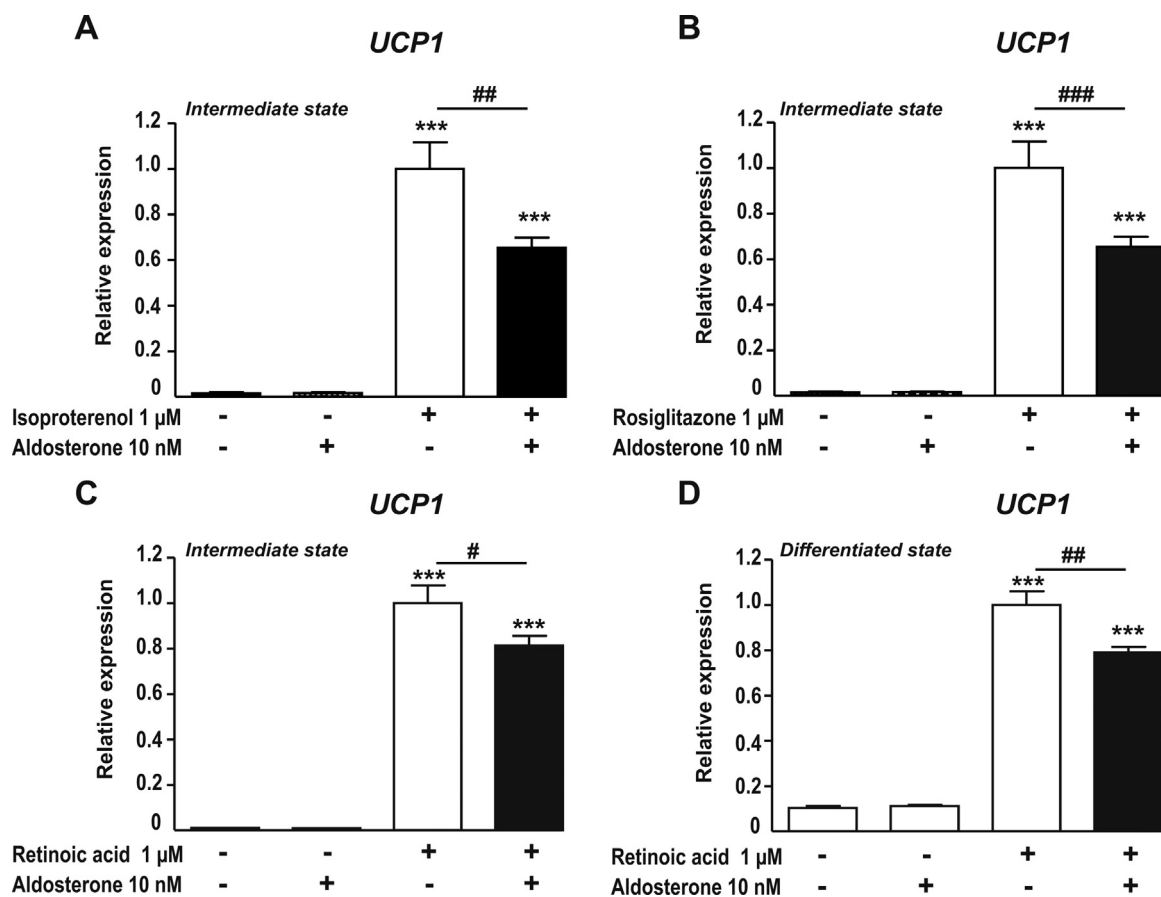 A
UCP1
Intermediate state
##
***
***
Relative expression
1.2
1.0
0.8
0.6
0.4
0.2
0
Isoproterenol 1 µM - - + +
Aldosterone 10 nM - + - +
B
UCP1
Intermediate state
###
***
***
Relative expression
1.2
1.0
0.8
0.6
0.4
0.2
0
Rosiglitazone 1 µM - - + +
Aldosterone 10 nM - + - +
C
UCP1
Intermediate state
#
***
***
Relative expression
1.2
1.0
0.8
0.6
0.4
0.2
0
Retinoic acid 1 µM - - + +
Aldosterone 10 nM - + - +
D
UCP1
Differentiated state
##
***
***
Relative expression
1.2
1.0
0.8
0.6
0.4
0.2
0
Retinoic acid 1 µM - - + +
Aldosterone 10 nM - + - +